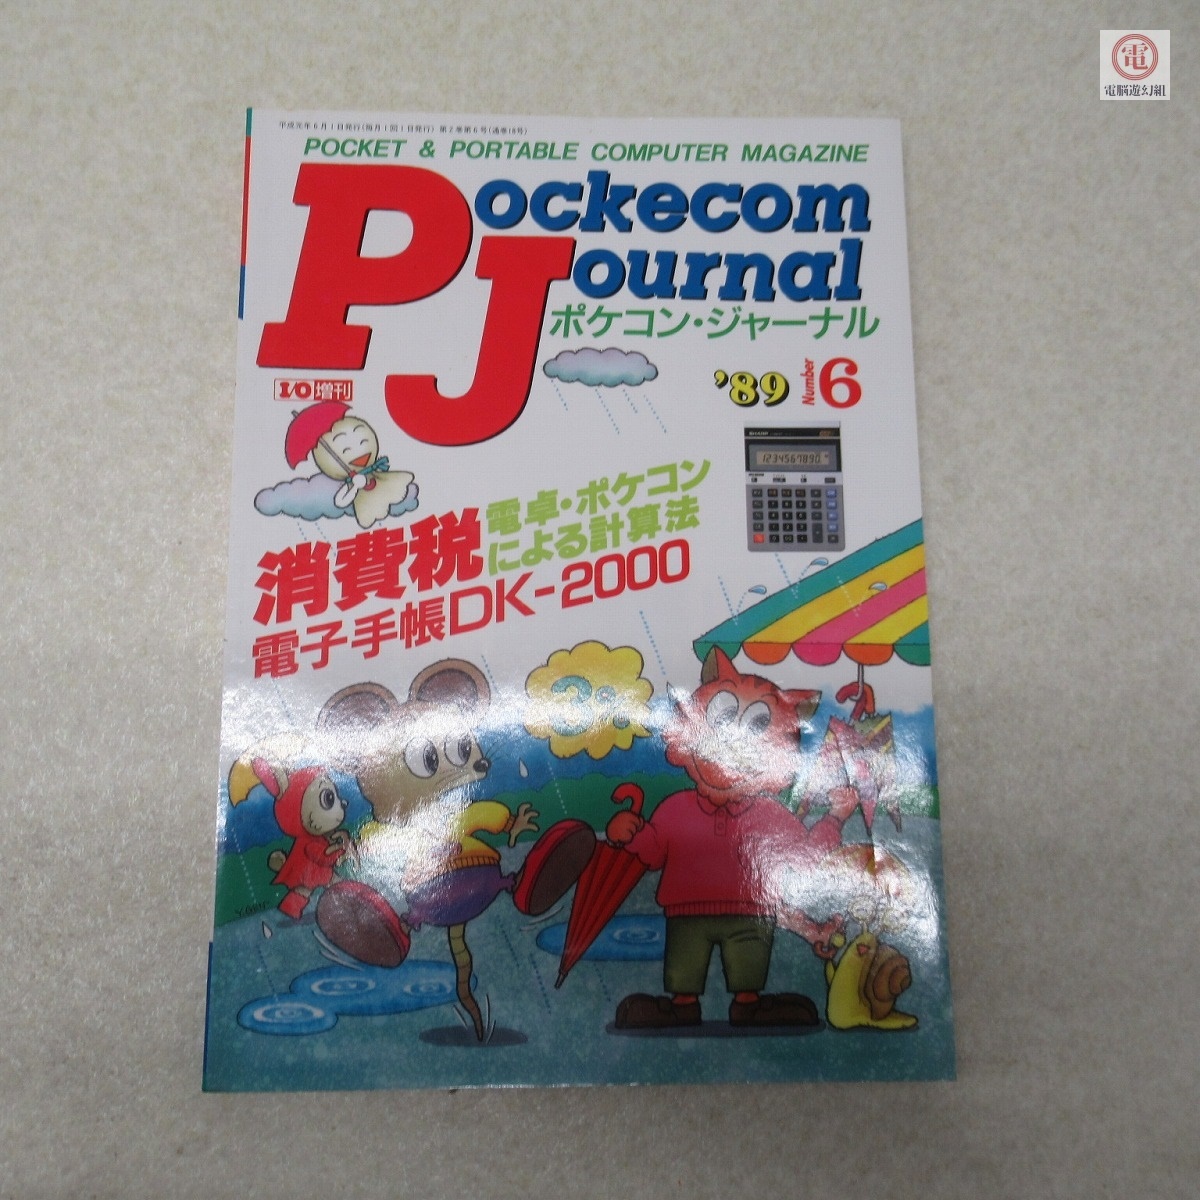 電
電脳遊幻組
平成元年6月1日発行(毎月1回1日発行) 第2巻第6号(通巻18号)
POCKET & PORTABLE COMPUTER MAGAZINE
Pockecom
Journal
ポケコン・ジャーナル
I/O増刊
'89 Number 6
SHARP
1234567890.
消費税 電卓・ポケコン
による計算法
電子手帳DK-2000
3%